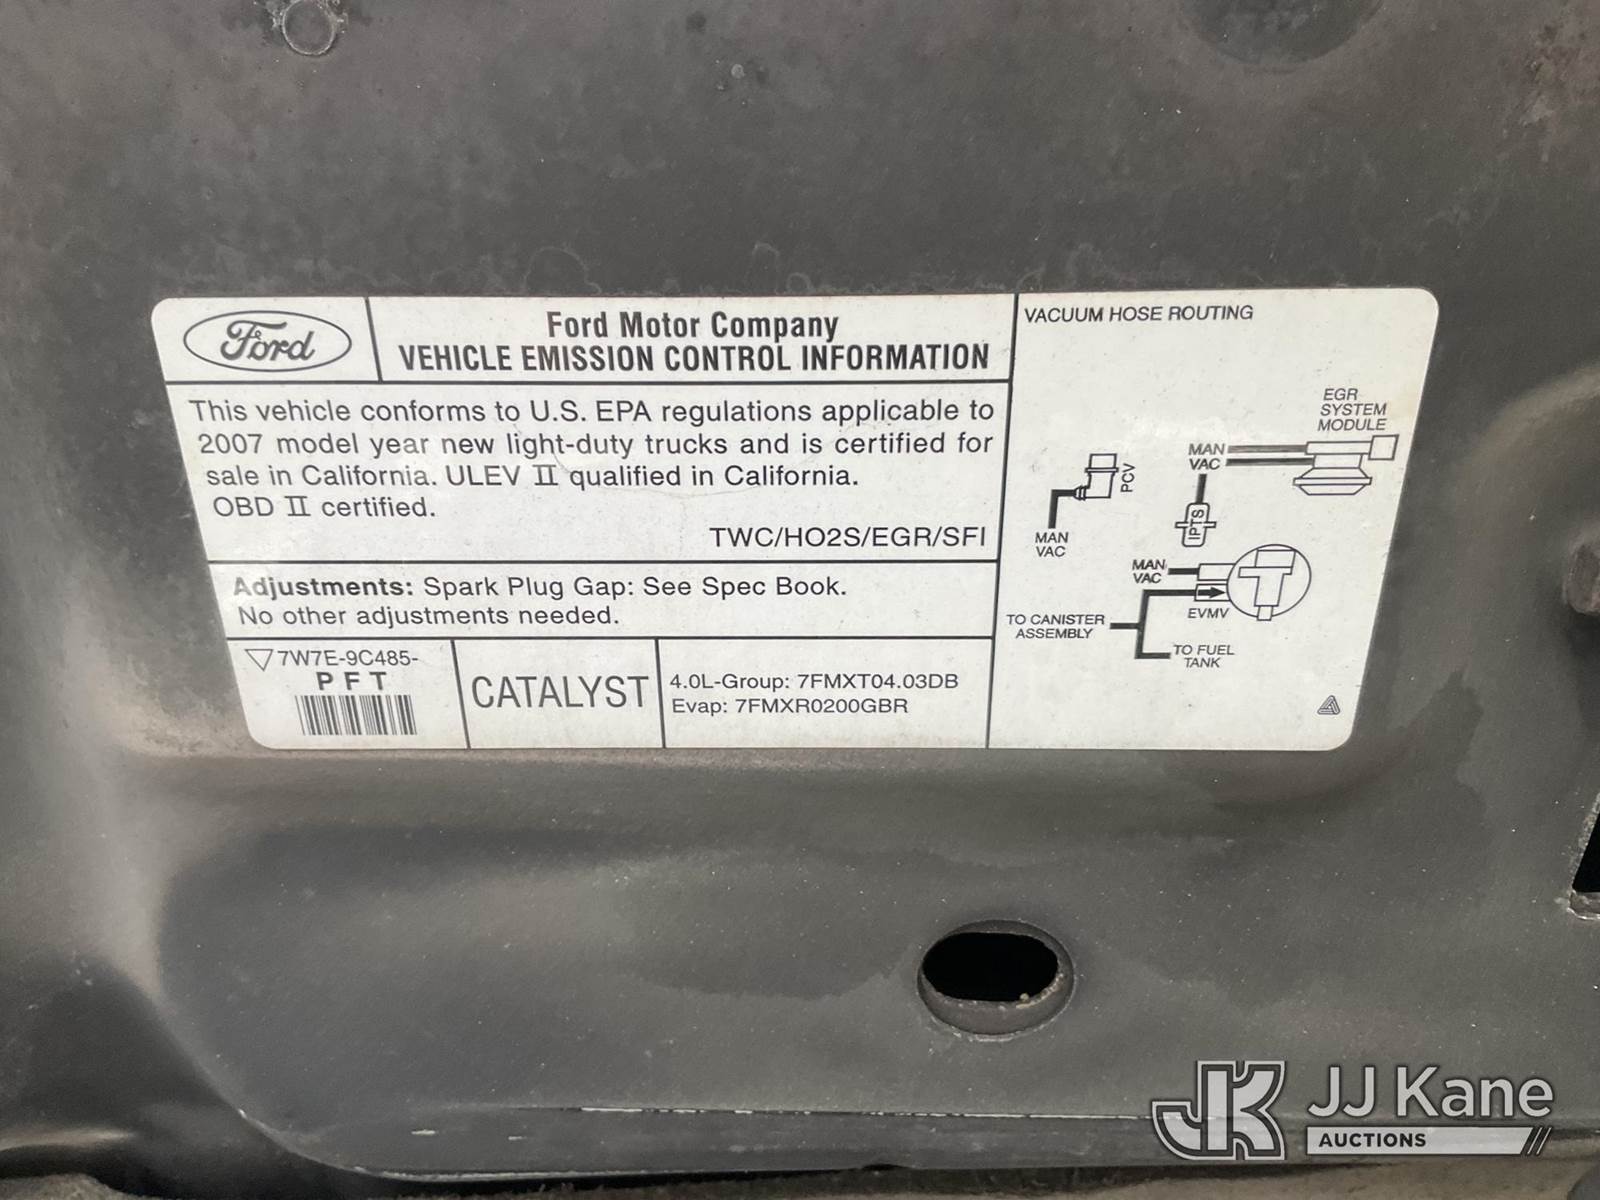 Ford
Ford Motor Company
VEHICLE EMISSION CONTROL INFORMATION
This vehicle conforms to U.S. EPA regulations applicable to
2007 model year new light-duty trucks and is certified for
sale in California. ULEV II qualified in California.
OBD II certified.
TWC/HO2S/EGR/SFI
Adjustments: Spark Plug Gap: See Spec Book.
No other adjustments needed.
7W7E-9C485-
PFT
CATALYST
4.0L-Group: 7FMXT04.03DB
Evap: 7FMXR0200GBR
VACUUM HOSE ROUTING
EGR
SYSTEM
MODULE
MAN
VAC
PCV
MAN
VAC
IPTS
MAN
VAC
EVMV
TO CANISTER
ASSEMBLY
TO FUEL
TANK
JK JJ Kane
AUCTIONS